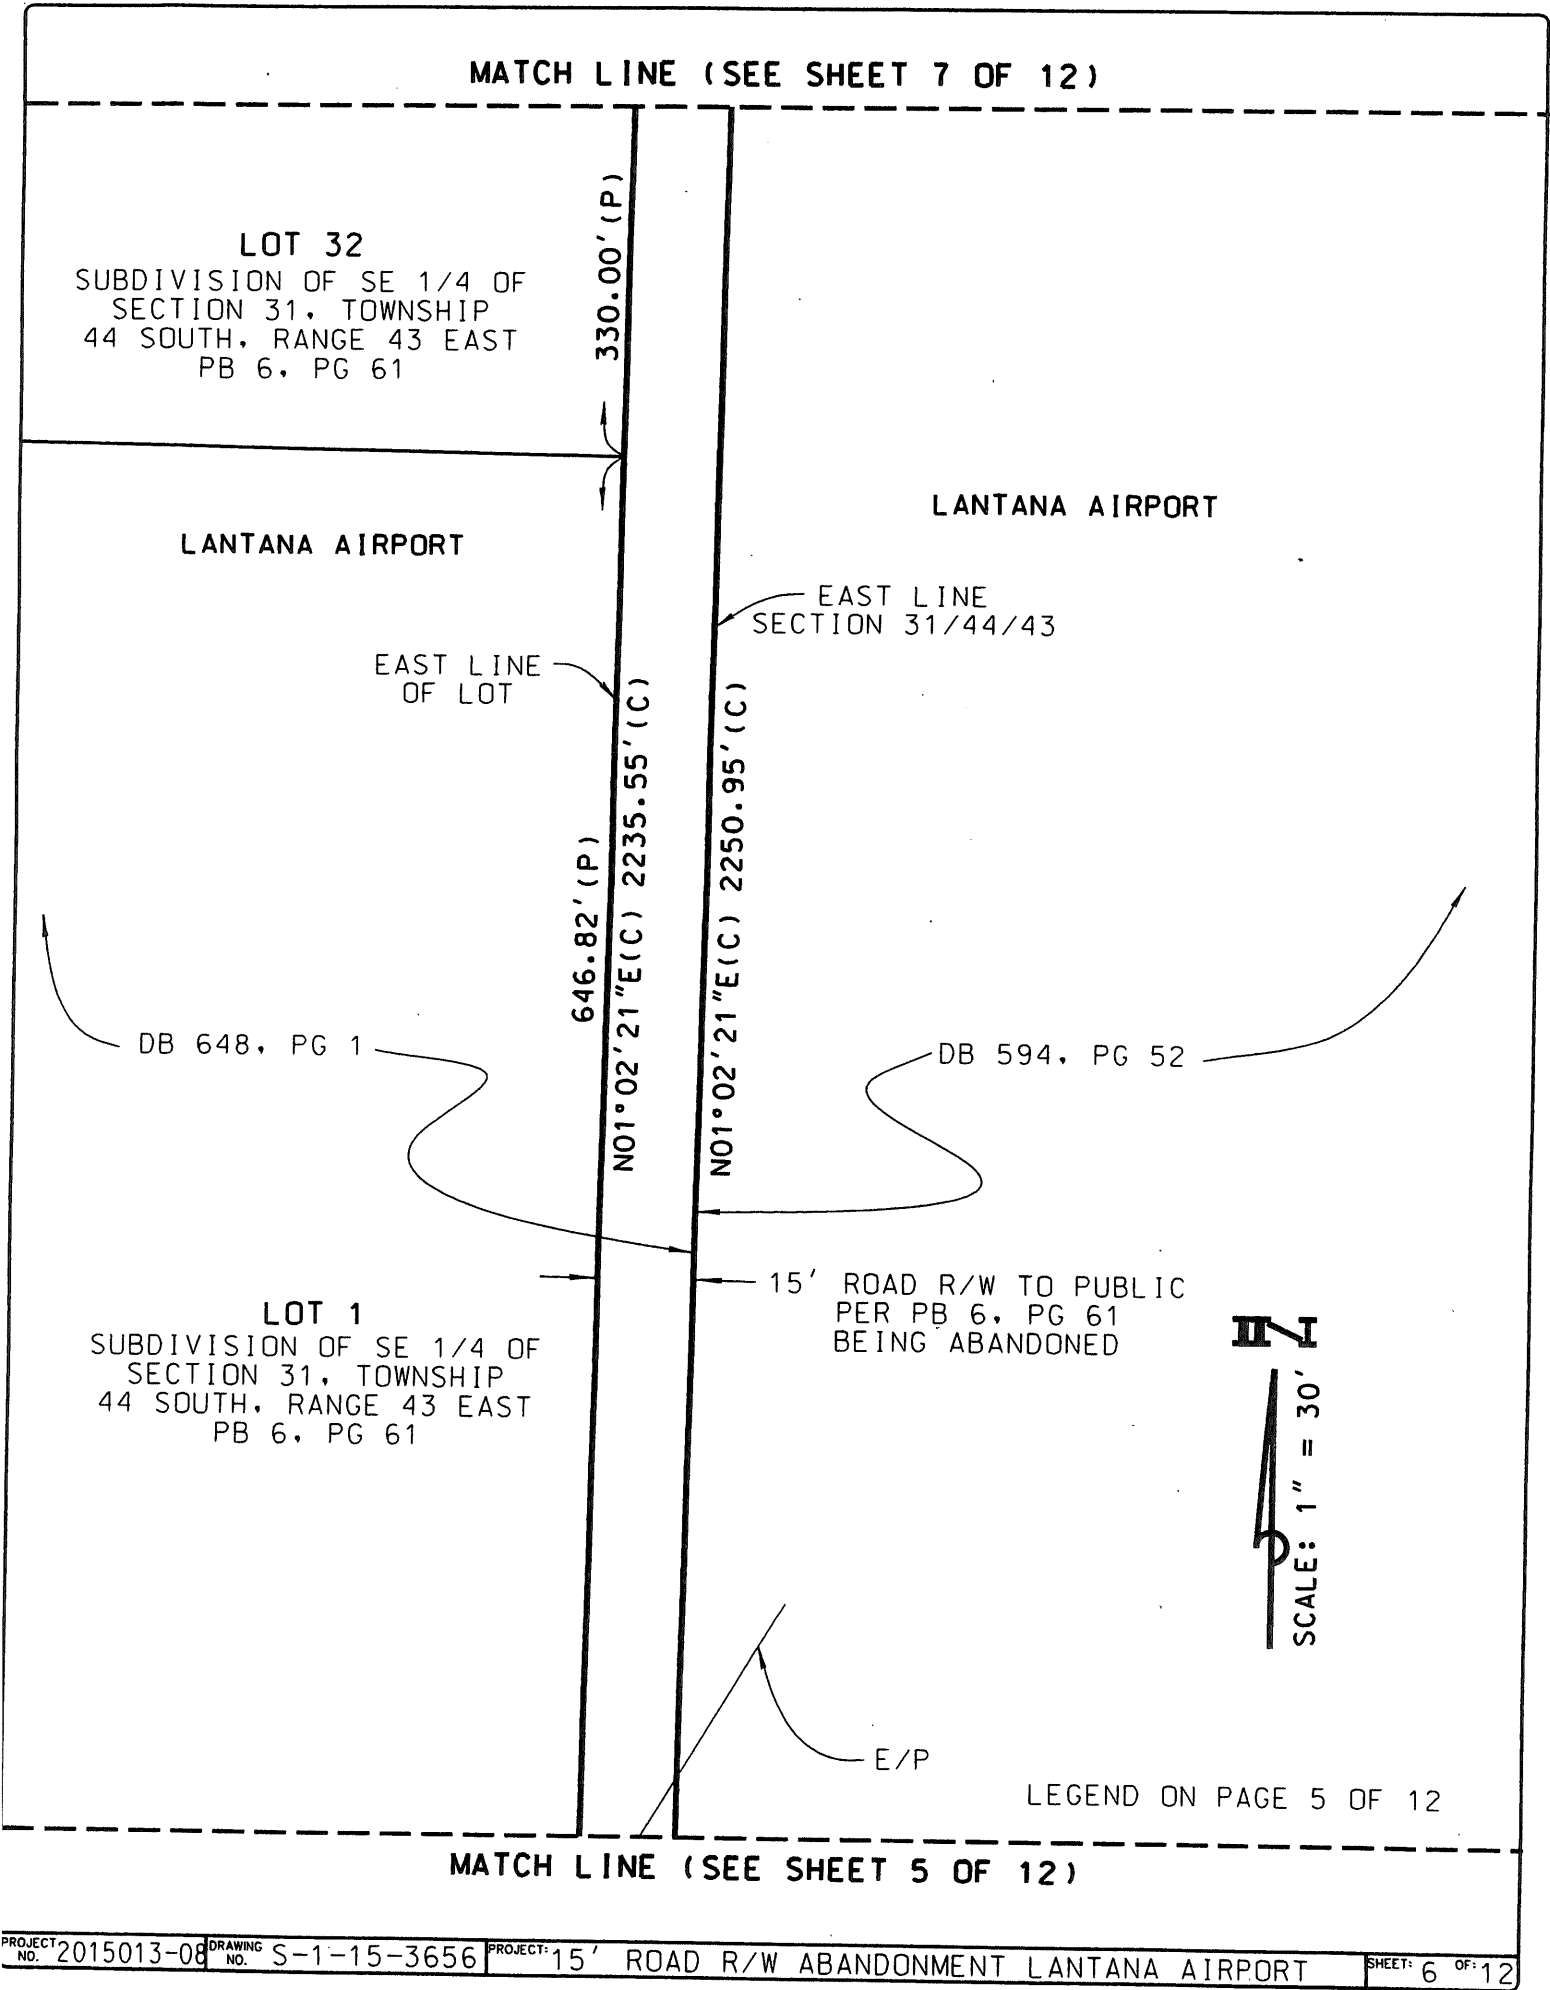 MATCH LINE (SEE SHEET 7 OF 12)
LOT 32
SUBDIVISION OF SE 1/4 OF
SECTION 31, TOWNSHIP
44 SOUTH, RANGE 43 EAST
PB 6, PG 61
330.00'(P)
LANTANA AIRPORT
LANTANA AIRPORT
EAST LINE
SECTION 31/44/43
EAST LINE
OF LOT
646.82'(P)
N01°02'21"E(C) 2235.55'(C)
N01°02'21"E(C) 2250.95'(C)
DB 648, PG 1
DB 594, PG 52
15' ROAD R/W TO PUBLIC
PER PB 6, PG 61
BEING ABANDONED
LOT 1
SUBDIVISION OF SE 1/4 OF
SECTION 31, TOWNSHIP
44 SOUTH, RANGE 43 EAST
PB 6, PG 61
N
SCALE: 1" = 30'
E/P
LEGEND ON PAGE 5 OF 12
MATCH LINE (SEE SHEET 5 OF 12)
PROJECT NO. 2015013-08 DRAWING NO. S-1-15-3656 PROJECT: 15' ROAD R/W ABANDONMENT LANTANA AIRPORT SHEET: 6 OF: 12